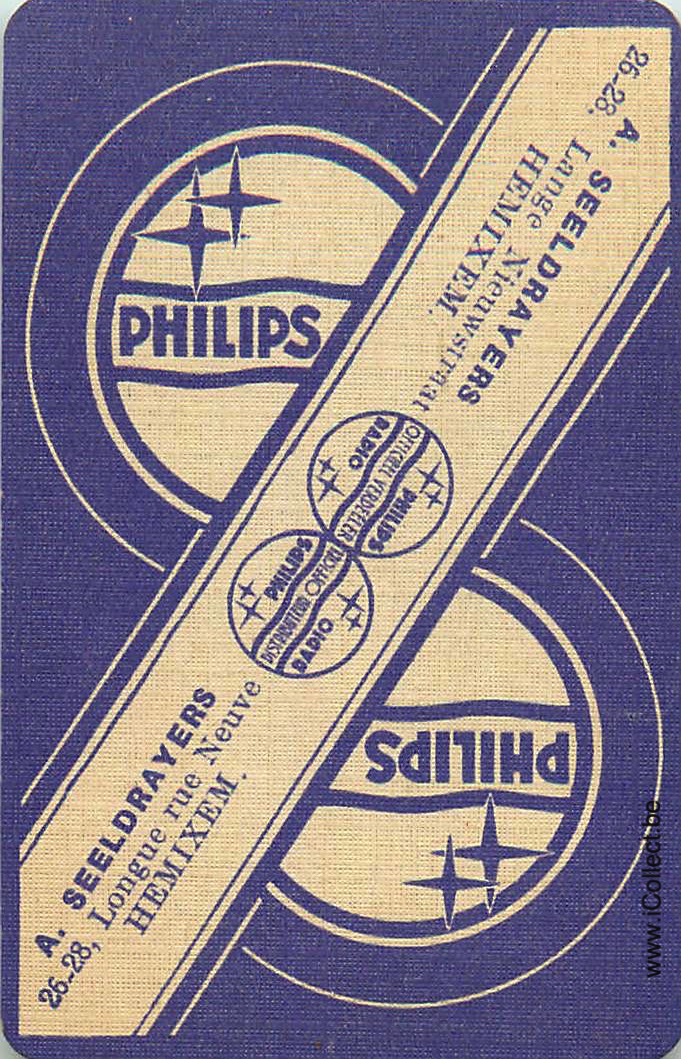 PHILIPS
A. SEELDRAYERS
26-28, Lange Nieuwstraat
HEMIXEM.
PHILIPS
OFFICIEEL VERDEELER
RADIO
PHILIPS
DISTRIBUTEUR OFFICIEL
RADIO
A. SEELDRAYERS
26-28, Longue rue Neuve
HEMIXEM.
PHILIPS
www.iCollect.be